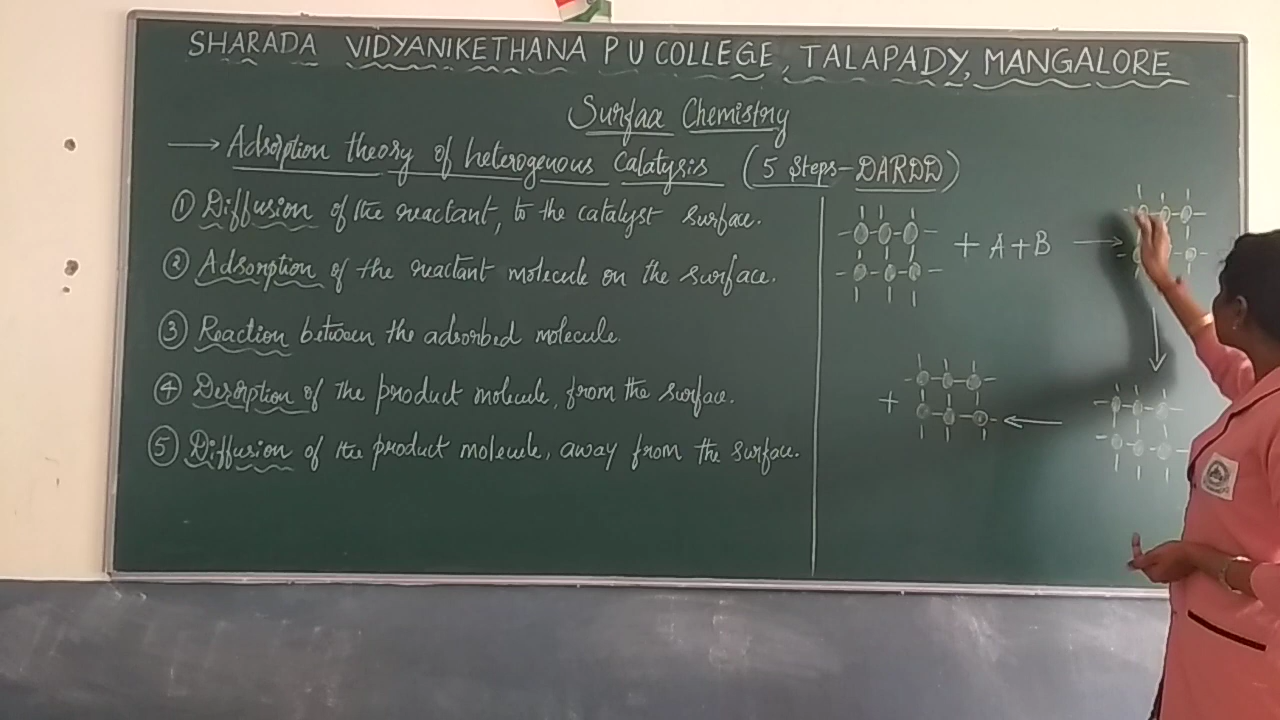 SHARADA VIDYANIKETHANA P U COLLEGE, TALAPADY, MANGALORE
Surface Chemistry
→ Adsorption theory of heterogenous Catalysis (5 Steps-DARDD)
① Diffusion of the reactant, to the catalyst surface.
② Adsorption of the reactant molecule on the surface.
③ Reaction between the adsorbed molecule.
④ Desorption of the product molecule, from the surface.
⑤ Diffusion of the product molecule, away from the surface.
+ A+B →
+